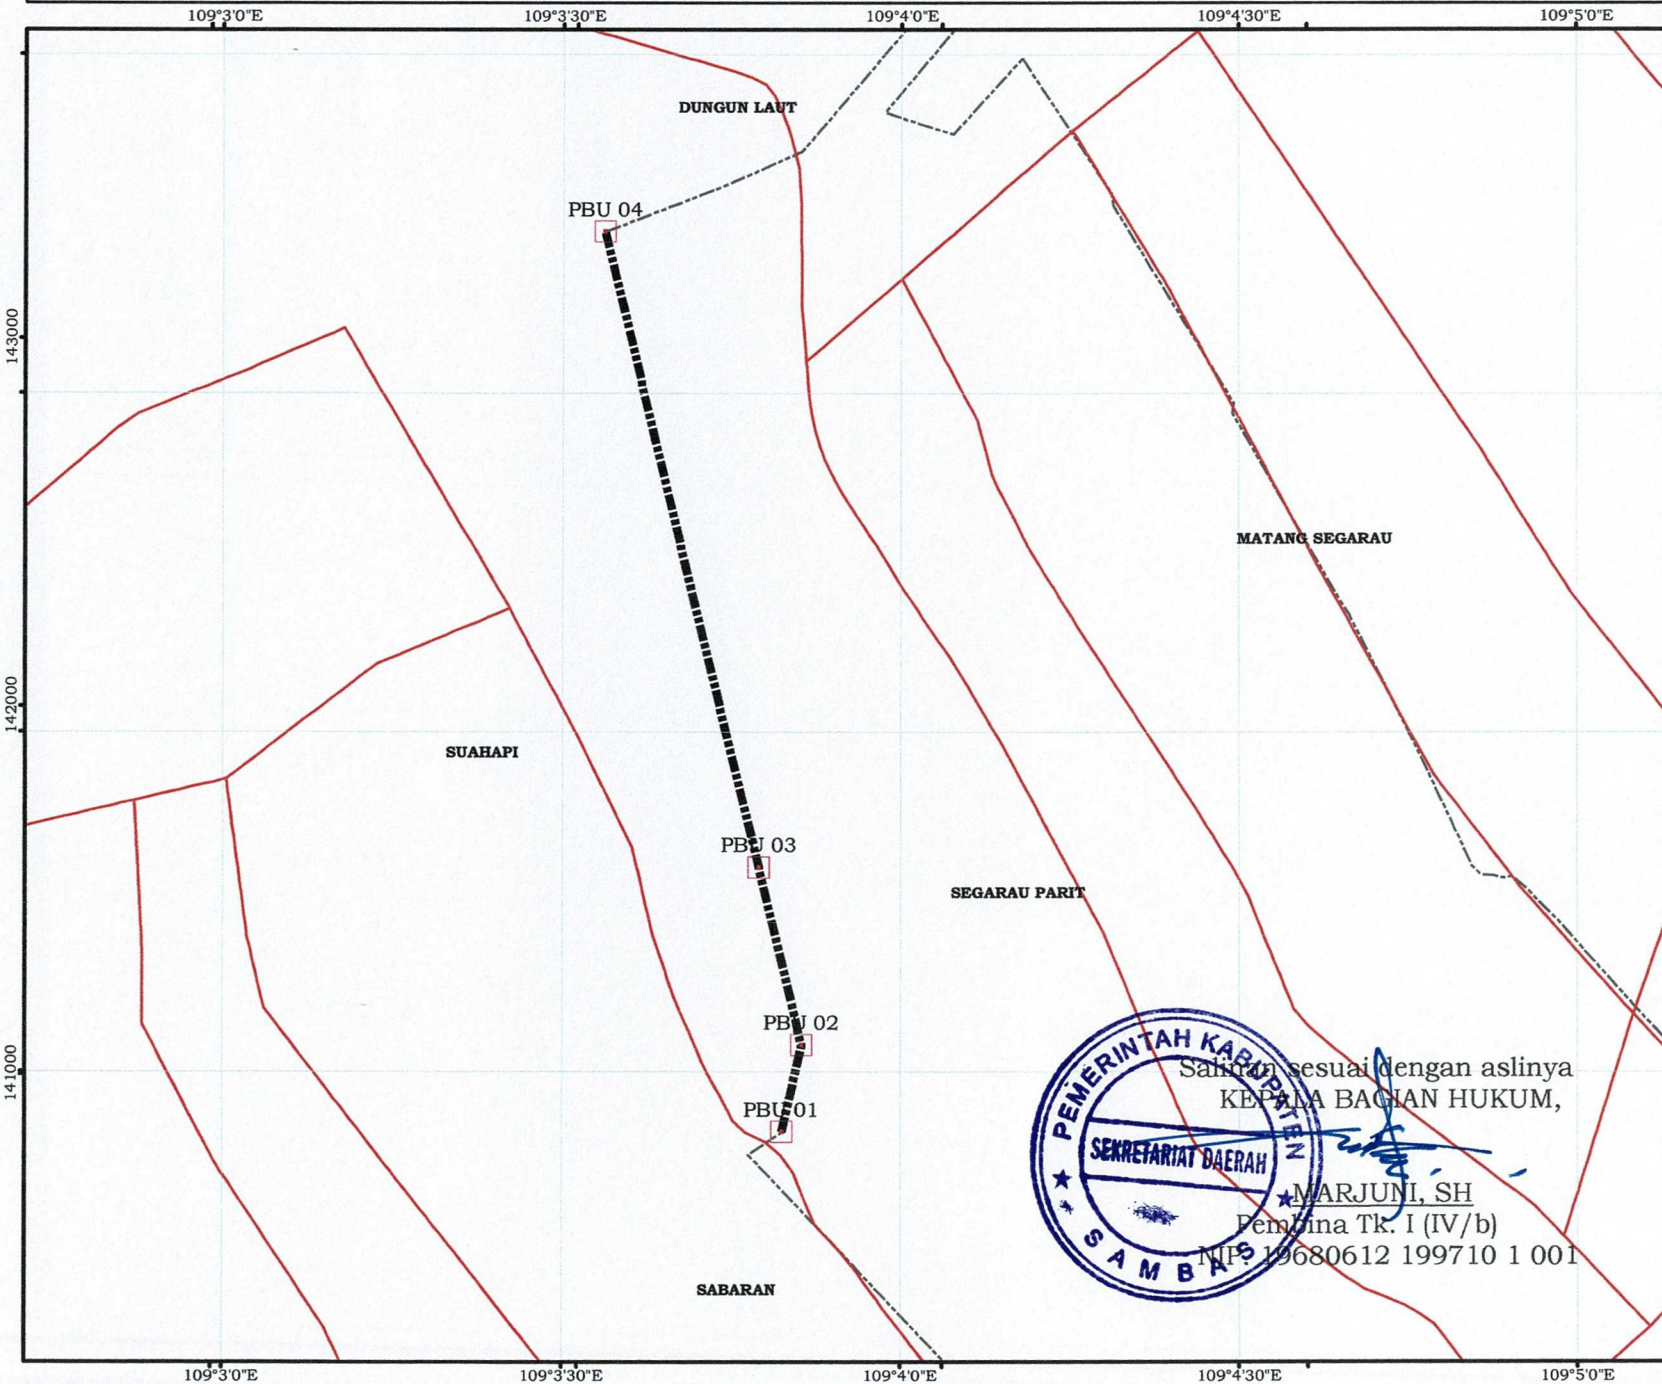 109°3'0"E 109°3'30"E 109°4'0"E 109°4'30"E 109°5'0"E
DUNGUN LAUT
PBU 04
143000
MATANG SEGARAU
142000
SUAHAPI
PBU 03
SEGARAU PARIT
PBU 02
141000
PBU 01
PEMERINTAH KABUPATEN
SEKRETARIAT DAERAH
SAMBAS
Salinan sesuai dengan aslinya
KEPALA BAGIAN HUKUM,
MARJUNI, SH
Pembina Tk. I (IV/b)
NIP. 19680612 199710 1 001
SABARAN
109°3'0"E 109°3'30"E 109°4'0"E 109°4'30"E 109°5'0"E